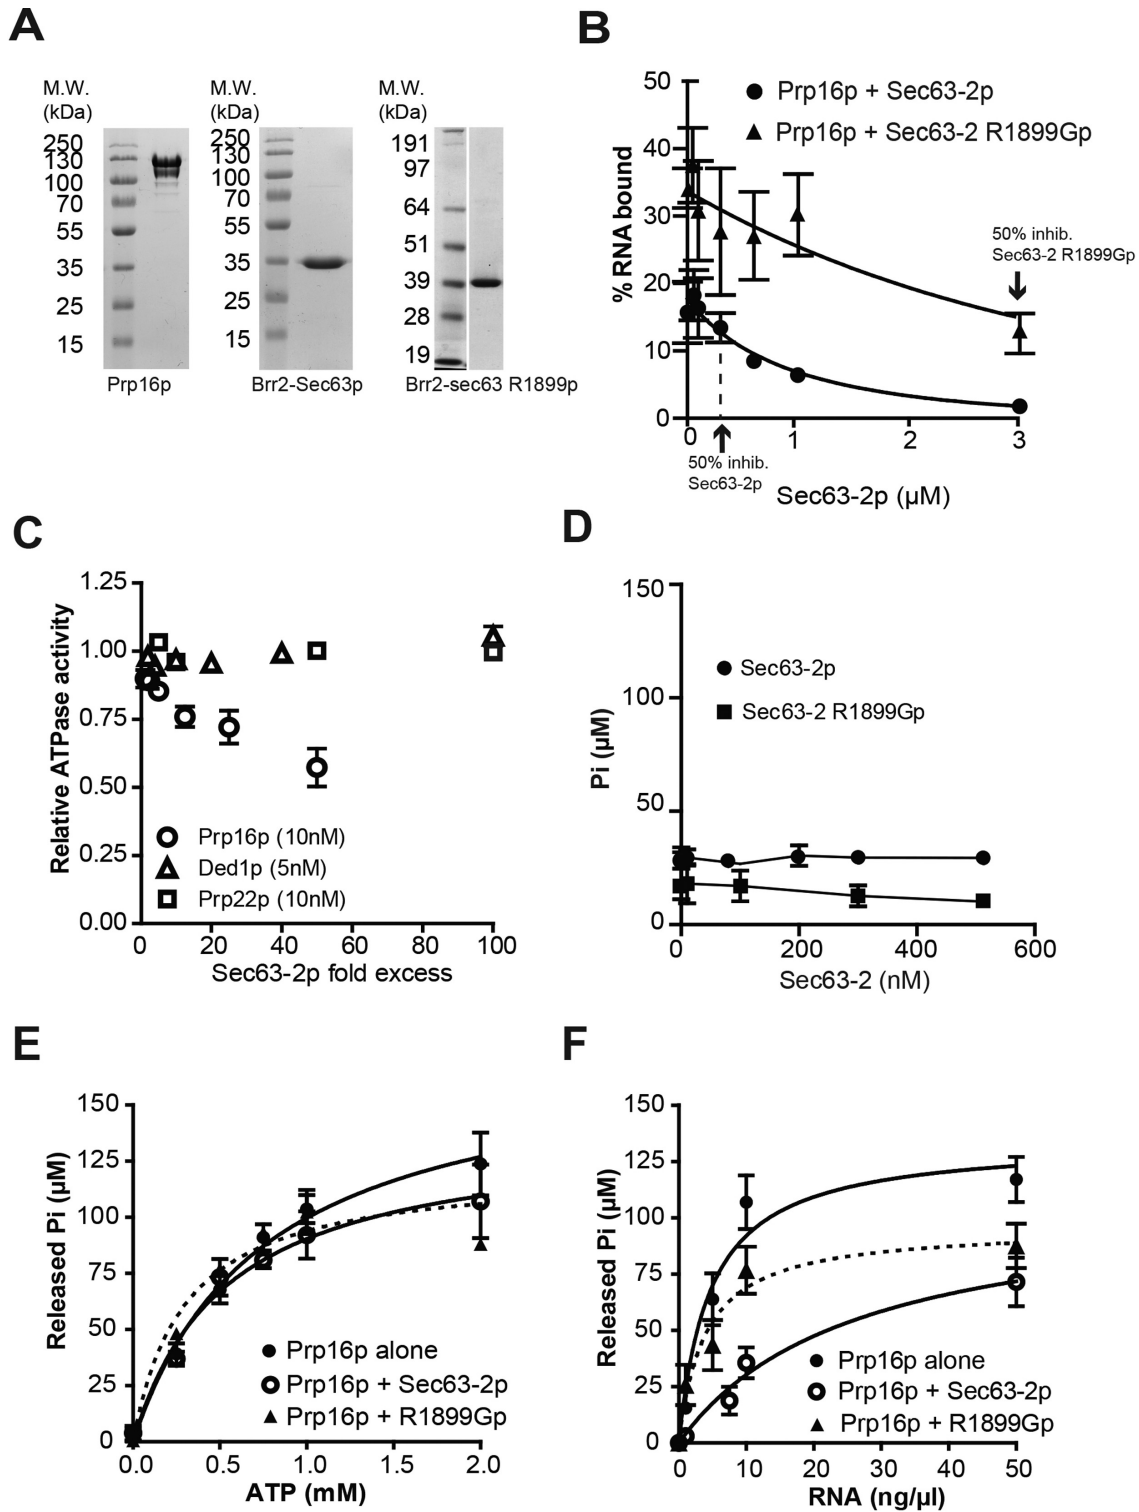 A
M.W.
(kDa)
250
130
100
70
55
35
25
15
Prp16p
M.W.
(kDa)
250
130
100
70
55
35
25
15
Brr2-Sec63p
M.W.
(kDa)
191
97
64
51
39
28
19
Brr2-sec63 R1899p
B
% RNA bound
50
40
30
20
10
0
Prp16p + Sec63-2p
Prp16p + Sec63-2 R1899Gp
50% inhib.
Sec63-2 R1899Gp
0 1 2 3
50% inhib.
Sec63-2p
Sec63-2p (µM)
C
Relative ATPase activity
1.25
1.00
0.75
0.50
0.25
0.00
Prp16p (10nM)
Ded1p (5nM)
Prp22p (10nM)
0 20 40 60 80 100
Sec63-2p fold excess
D
Pi (µM)
150
100
50
0
Sec63-2p
Sec63-2 R1899Gp
0 200 400 600
Sec63-2 (nM)
E
Released Pi (µM)
150
125
100
75
50
25
0
Prp16p alone
Prp16p + Sec63-2p
Prp16p + R1899Gp
0.0 0.5 1.0 1.5 2.0
ATP (mM)
F
Released Pi (µM)
150
125
100
75
50
25
0
Prp16p alone
Prp16p + Sec63-2p
Prp16p + R1899Gp
0 10 20 30 40 50
RNA (ng/µl)